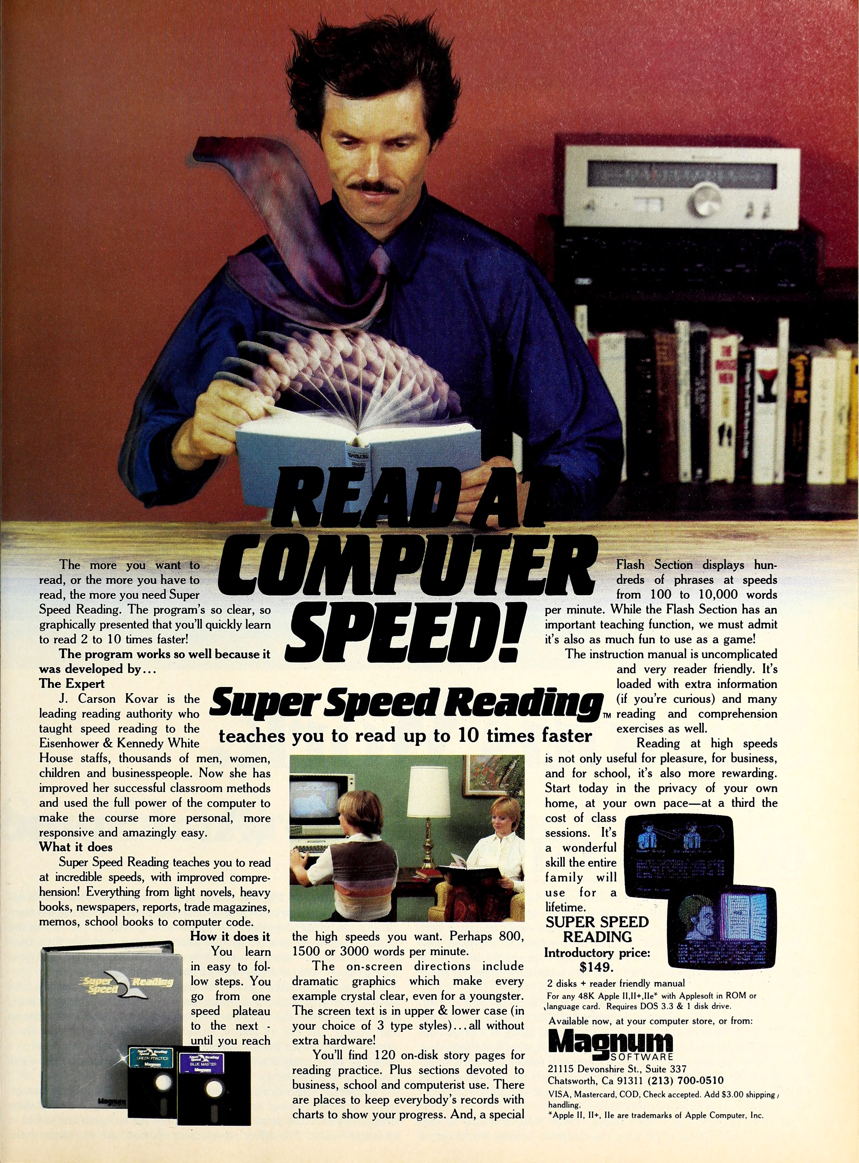 READ AT
COMPUTER
SPEED!
Super Speed Reading™
teaches you to read up to 10 times faster
The more you want to
read, or the more you have to
read, the more you need Super
Speed Reading. The program's so clear, so
graphically presented that you'll quickly learn
to read 2 to 10 times faster!
The program works so well because it
was developed by...
The Expert
J. Carson Kovar is the
leading reading authority who
taught speed reading to the
Eisenhower & Kennedy White
House staffs, thousands of men, women,
children and businesspeople. Now she has
improved her successful classroom methods
and used the full power of the computer to
make the course more personal, more
responsive and amazingly easy.
What it does
Super Speed Reading teaches you to read
at incredible speeds, with improved compre-
hension! Everything from light novels, heavy
books, newspapers, reports, trade magazines,
memos, school books to computer code.
How it does it
You learn
in easy to fol-
low steps. You
go from one
speed plateau
to the next -
until you reach
Super Speed Reading
Magnum
GREEN PRACTICE
BLUE MASTER
the high speeds you want. Perhaps 800,
1500 or 3000 words per minute.
The on-screen directions include
dramatic graphics which make every
example crystal clear, even for a youngster.
The screen text is in upper & lower case (in
your choice of 3 type styles)...all without
extra hardware!
You'll find 120 on-disk story pages for
reading practice. Plus sections devoted to
business, school and computerist use. There
are places to keep everybody's records with
charts to show your progress. And, a special
Flash Section displays hun-
dreds of phrases at speeds
from 100 to 10,000 words
per minute. While the Flash Section has an
important teaching function, we must admit
it's also as much fun to use as a game!
The instruction manual is uncomplicated
and very reader friendly. It's
loaded with extra information
(if you're curious) and many
reading and comprehension
exercises as well.
Reading at high speeds
is not only useful for pleasure, for business,
and for school, it's also more rewarding.
Start today in the privacy of your own
home, at your own pace—at a third the
cost of class
sessions. It's
a wonderful
skill the entire
family will
use for a
lifetime.
SUPER SPEED
READING
Introductory price:
$149.
2 disks + reader friendly manual
For any 48K Apple II,II+,IIe* with Applesoft in ROM or
language card. Requires DOS 3.3 & 1 disk drive.
Available now, at your computer store, or from:
Magnum
SOFTWARE
21115 Devonshire St., Suite 337
Chatsworth, Ca 91311 (213) 700-0510
VISA, Mastercard, COD, Check accepted. Add $3.00 shipping /
handling.
*Apple II, II+, IIe are trademarks of Apple Computer, Inc.